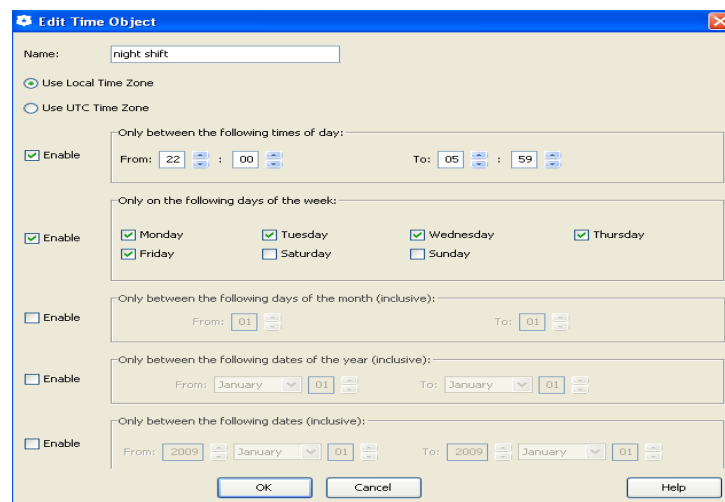 Edit Time Object
Name: night shift
Use Local Time Zone
Use UTC Time Zone
Only between the following times of day:
Enable From: 22 : 00 To: 05 : 59
Only on the following days of the week:
Enable
Monday Tuesday Wednesday Thursday
Friday Saturday Sunday
Only between the following days of the month (inclusive):
Enable From: 01 To: 01
Only between the following dates of the year (inclusive):
Enable From: January 01 To: January 01
Only between the following dates (inclusive):
Enable From: 2009 January 01 To: 2009 January 01
OK Cancel Help